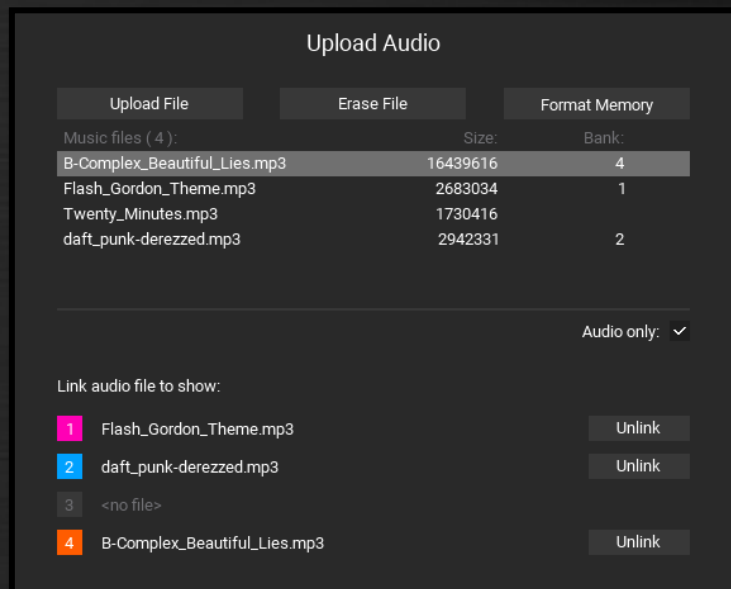 Upload Audio
Upload File Erase File Format Memory
Music files ( 4 ): Size: Bank:
B-Complex_Beautiful_Lies.mp3 16439616 4
Flash_Gordon_Theme.mp3 2683034 1
Twenty_Minutes.mp3 1730416
daft_punk-derezzed.mp3 2942331 2
Audio only:
Link audio file to show:
1 Flash_Gordon_Theme.mp3 Unlink
2 daft_punk-derezzed.mp3 Unlink
3 <no file>
4 B-Complex_Beautiful_Lies.mp3 Unlink